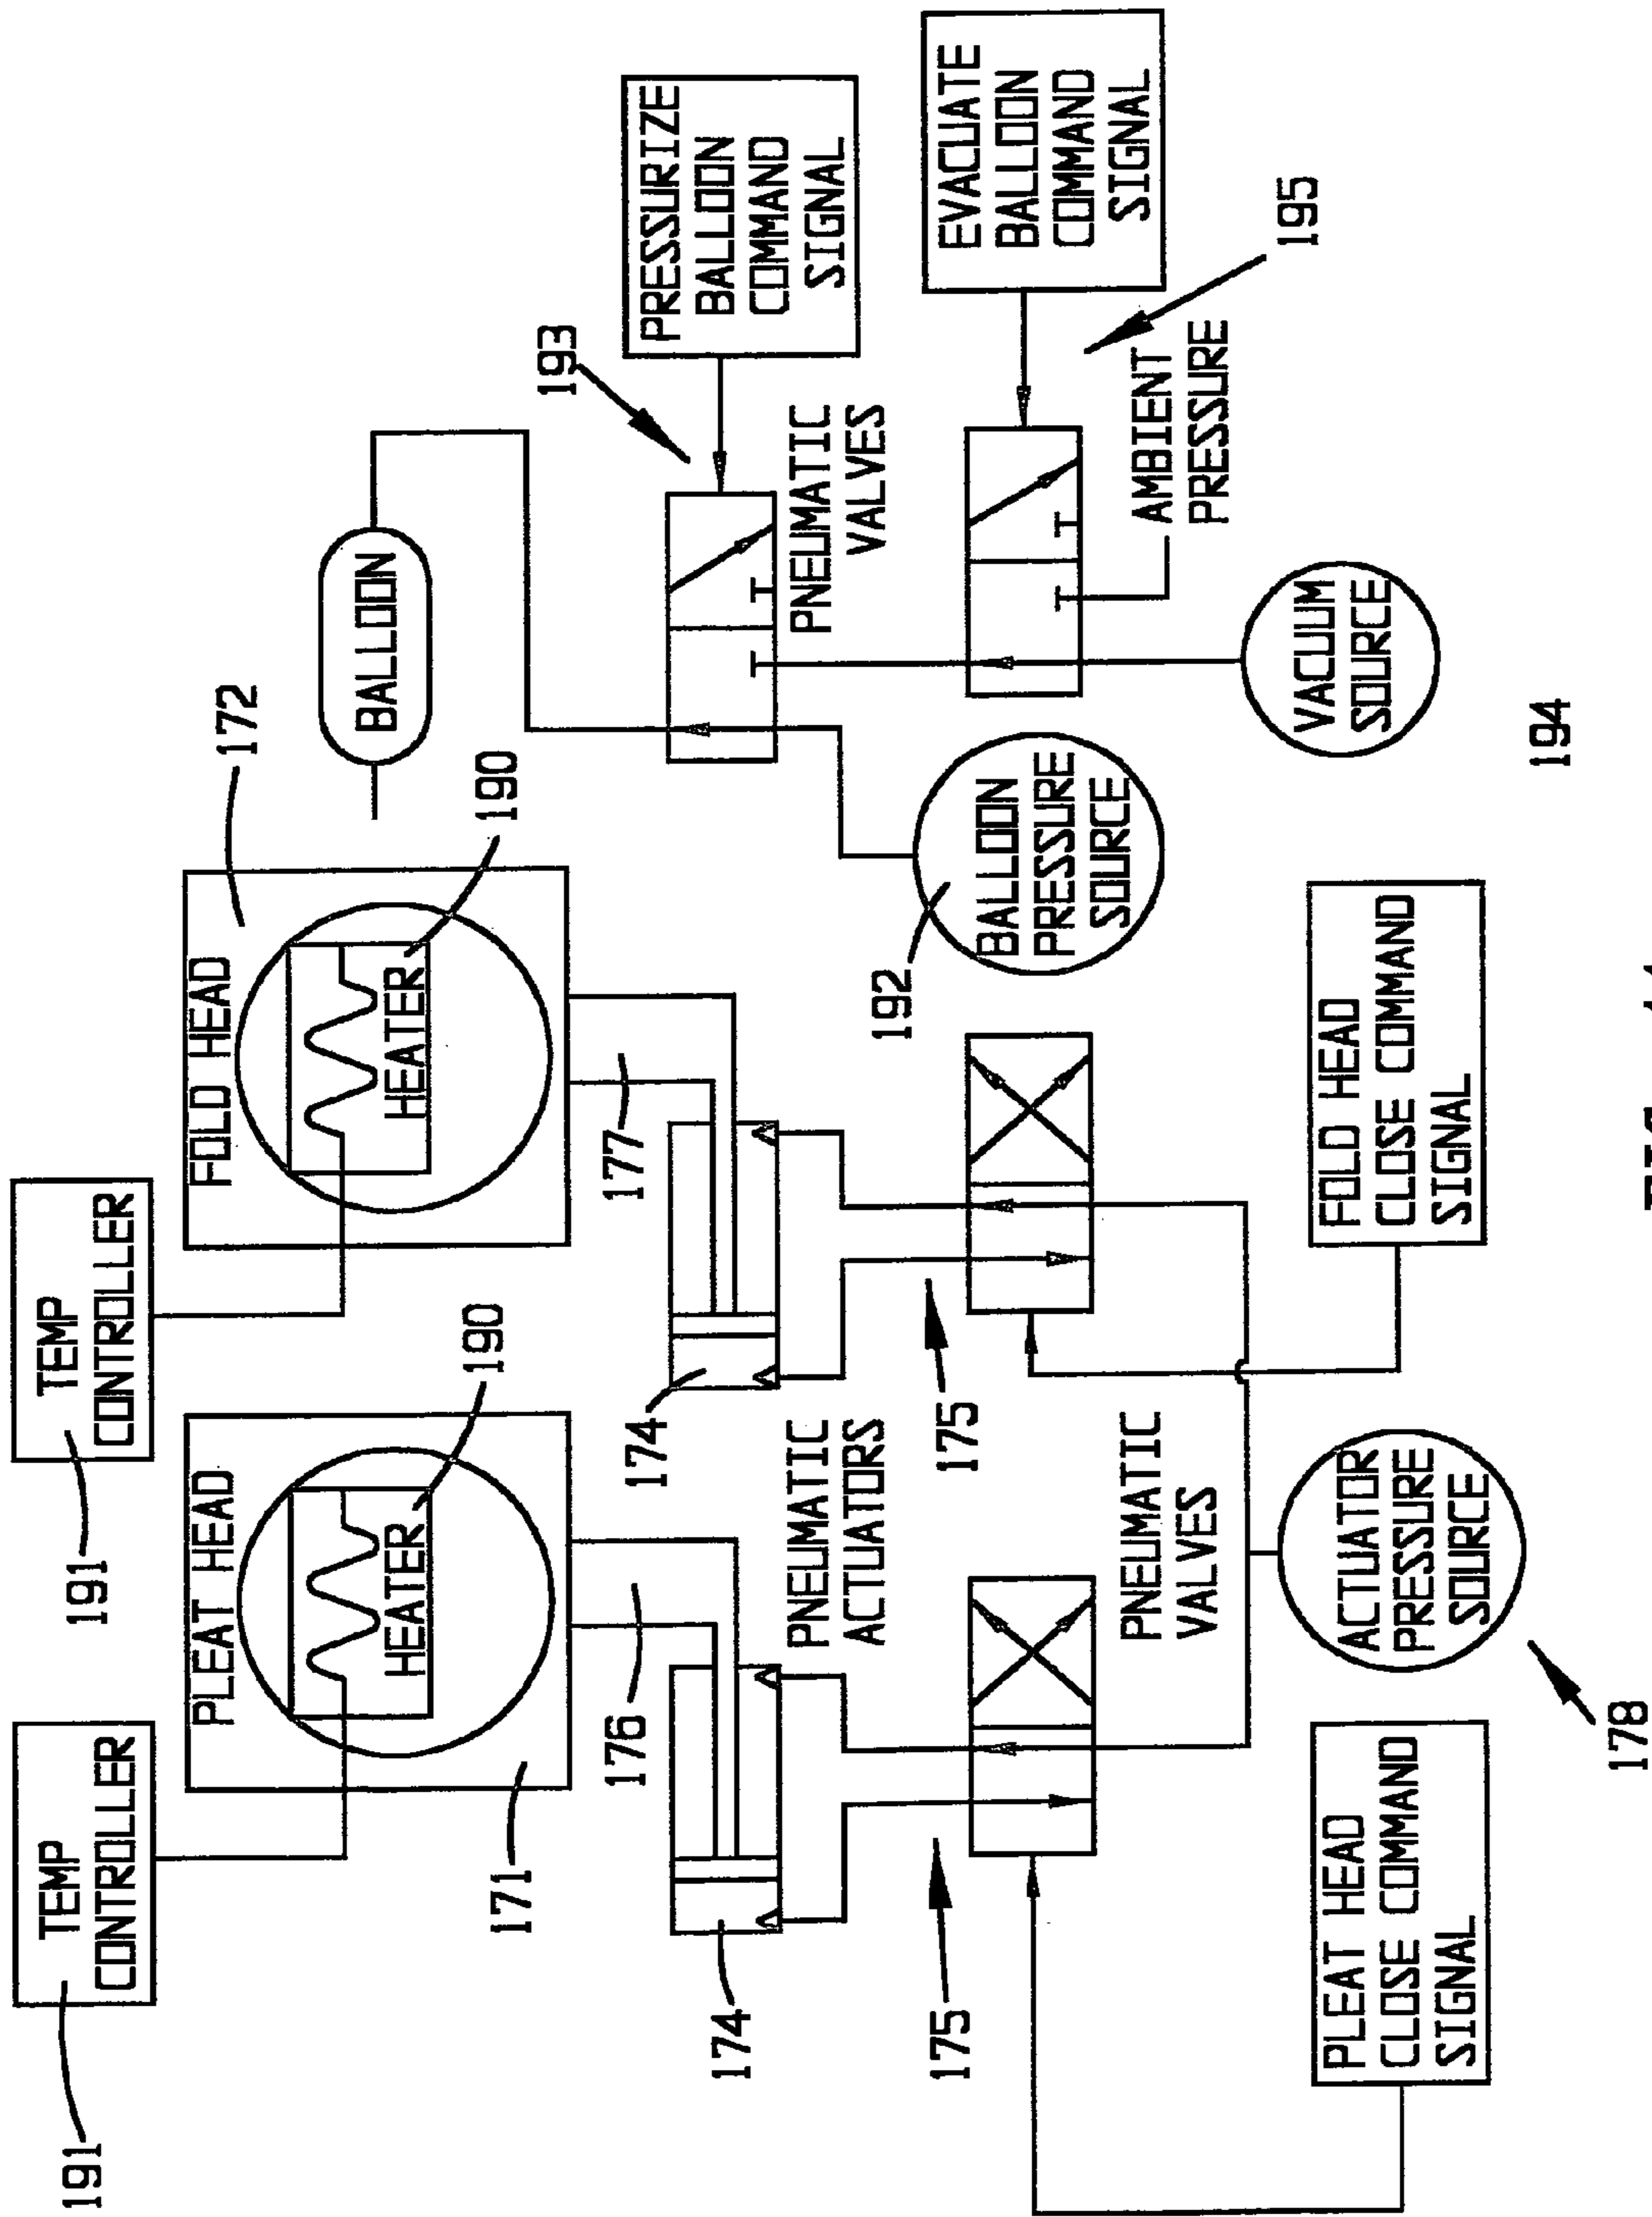 191
TEMP
CONTROLLER
191
TEMP
CONTROLLER
PLEAT HEAD
HEATER
190
171
FOLD HEAD
HEATER
190
172
BALLOON
176
177
174
174
PNEUMATIC
ACTUATORS
193
PRESSURIZE
BALLOON
COMMAND
SIGNAL
PNEUMATIC
VALVES
175
175
PNEUMATIC
VALVES
192
BALLOON
PRESSURE
SOURCE
EVACUATE
BALLOON
COMMAND
SIGNAL
195
AMBIENT
PRESSURE
VACUUM
SOURCE
194
PLEAT HEAD
CLOSE COMMAND
SIGNAL
ACTUATOR
PRESSURE
SOURCE
178
FOLD HEAD
CLOSE COMMAND
SIGNAL